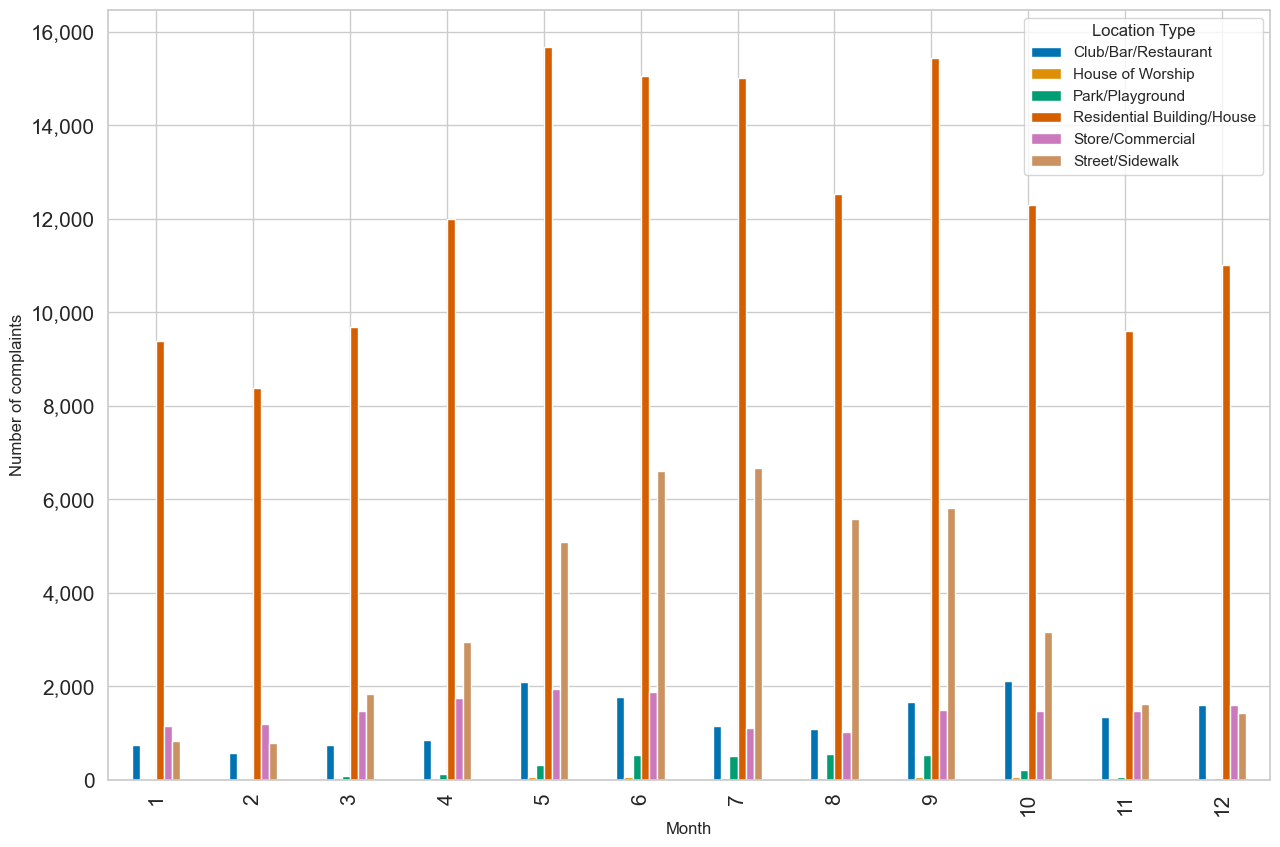 16,000
14,000
12,000
10,000
8,000
6,000
4,000
2,000
0
Number of complaints
Location Type
Club/Bar/Restaurant
House of Worship
Park/Playground
Residential Building/House
Store/Commercial
Street/Sidewalk
1 2 3 4 5 6 7 8 9 10 11 12
Month